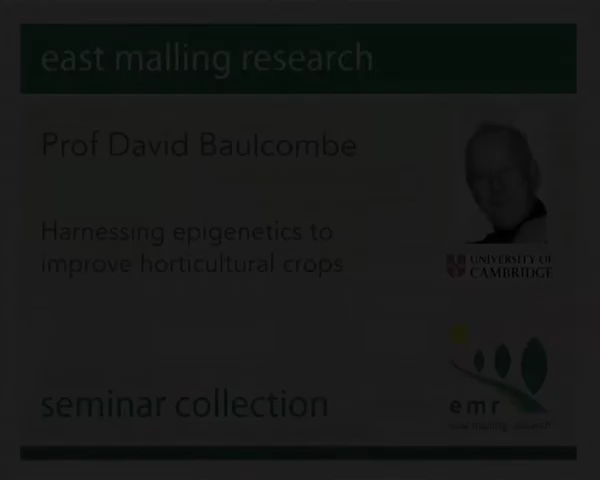 east malling research
Prof David Baulcombe
Harnessing epigenetics to
improve horticultural crops
UNIVERSITY OF
CAMBRIDGE
seminar collection
emr
east malling research